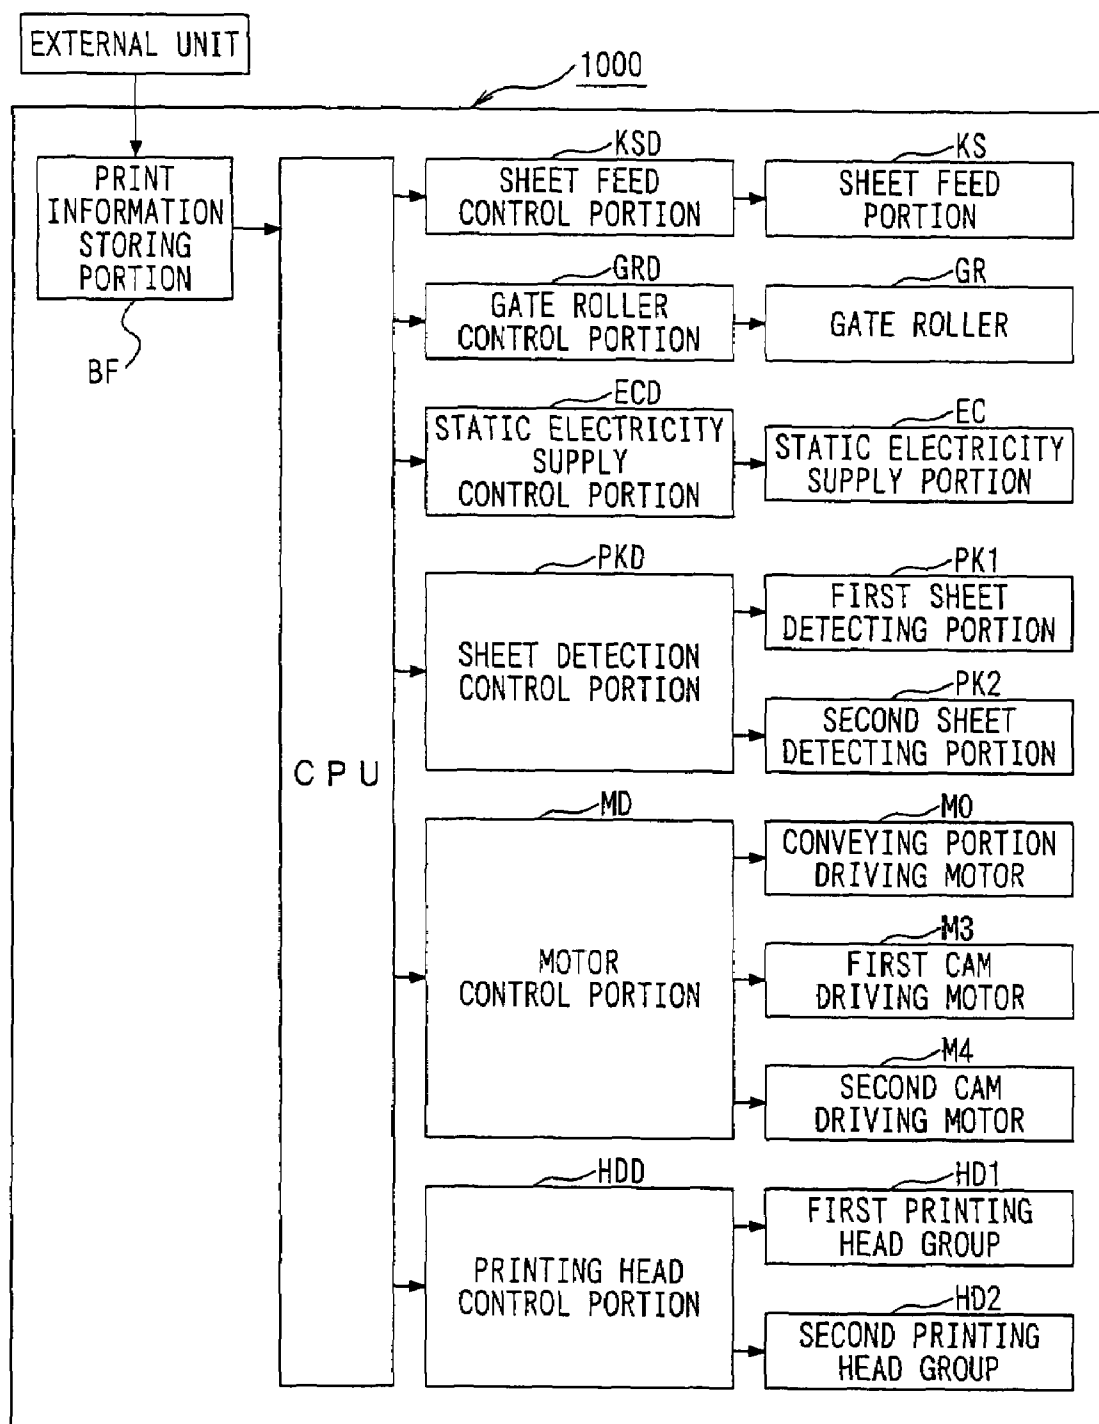 EXTERNAL UNIT
1000
PRINT
INFORMATION
STORING
PORTION
BF
CPU
KSD
SHEET FEED
CONTROL PORTION
KS
SHEET FEED
PORTION
GRD
GATE ROLLER
CONTROL PORTION
GR
GATE ROLLER
ECD
STATIC ELECTRICITY
SUPPLY
CONTROL PORTION
EC
STATIC ELECTRICITY
SUPPLY PORTION
PKD
SHEET DETECTION
CONTROL PORTION
PK1
FIRST SHEET
DETECTING PORTION
PK2
SECOND SHEET
DETECTING PORTION
MD
MOTOR
CONTROL PORTION
M0
CONVEYING PORTION
DRIVING MOTOR
M3
FIRST CAM
DRIVING MOTOR
M4
SECOND CAM
DRIVING MOTOR
HDD
PRINTING HEAD
CONTROL PORTION
HD1
FIRST PRINTING
HEAD GROUP
HD2
SECOND PRINTING
HEAD GROUP